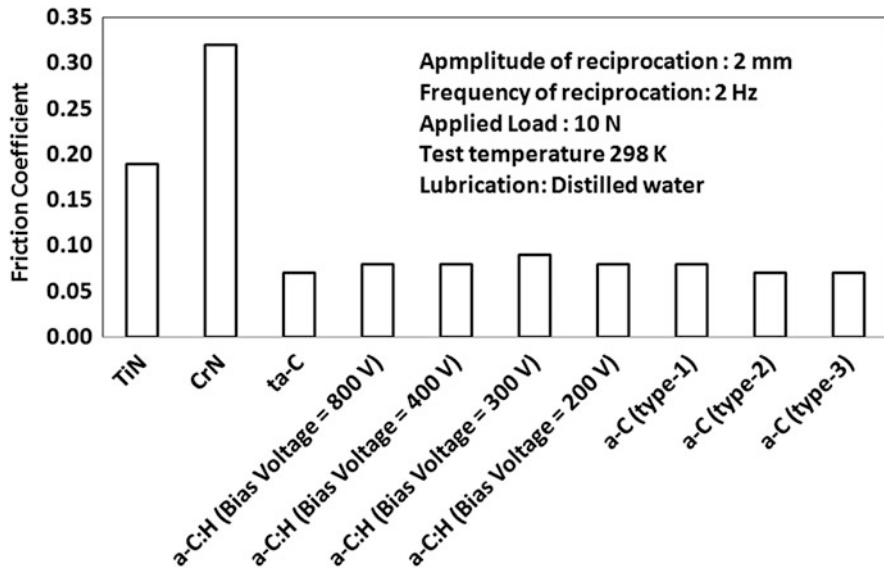 Friction Coefficient
0.35
0.30
0.25
0.20
0.15
0.10
0.05
0.00
Apmplitude of reciprocation : 2 mm
Frequency of reciprocation: 2 Hz
Applied Load : 10 N
Test temperature 298 K
Lubrication: Distilled water
TiN
CrN
ta-C
a-C:H (Bias Voltage = 800 V)
a-C:H (Bias Voltage = 400 V)
a-C:H (Bias Voltage = 300 V)
a-C:H (Bias Voltage = 200 V)
a-C (type-1)
a-C (type-2)
a-C (type-3)